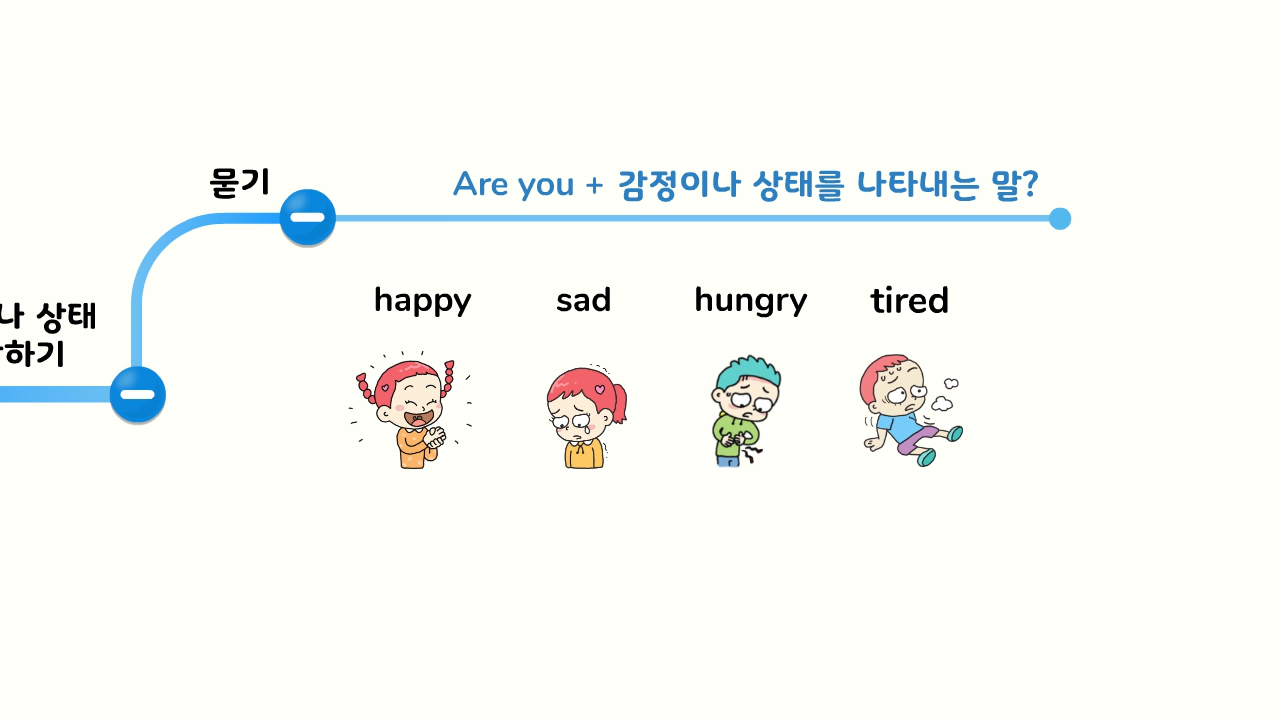 묻기
Are you + 감정이나 상태를 나타내는 말?
happy sad hungry tired
나 상태
하기